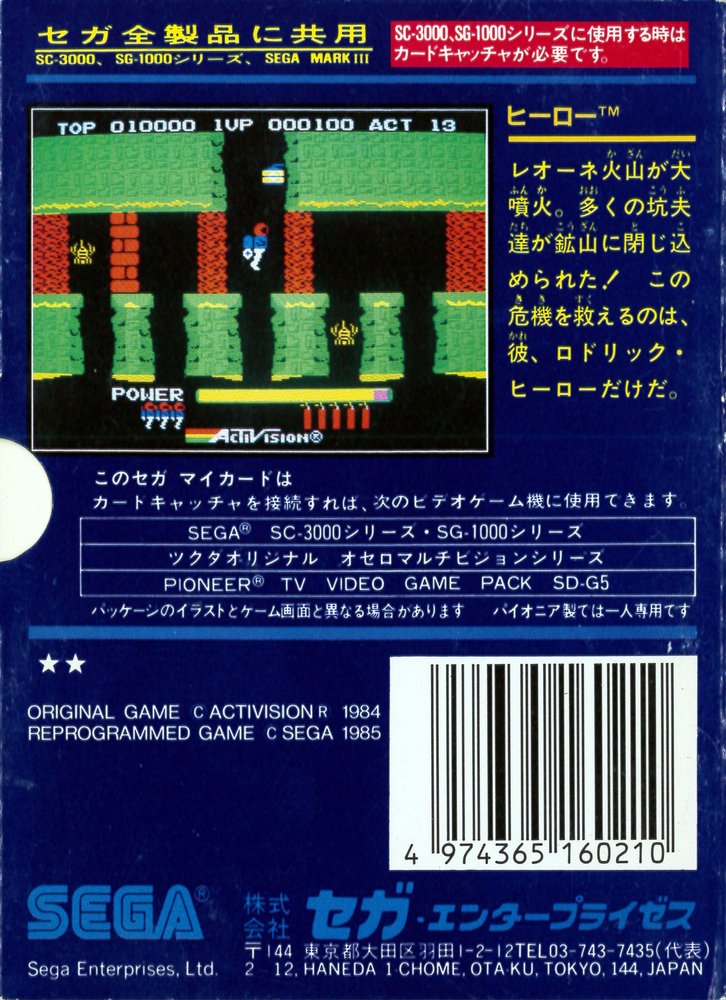 セガ全製品に共用
SC-3000、SG-1000シリーズ、SEGA MARKIII
SC-3000、SG-1000シリーズに使用する時は
カードキャッチャが必要です。
TOP 010000 1UP 000100 ACT 13
POWER
ACTIVISION®
ヒーロー™
レオーネ火山が大
噴火。多くの坑夫
達が鉱山に閉じ込
められた! この
危機を救えるのは、
彼、ロドリック・
ヒーローだけだ。
このセガ マイカードは
カードキャッチャを接続すれば、次のビデオゲーム機に使用できます。
SEGA® SC-3000シリーズ・SG-1000シリーズ
ツクダオリジナル オセロマルチビジョンシリーズ
PIONEER® TV VIDEO GAME PACK SD-G5
パッケージのイラストとゲーム画面と異なる場合があります パイオニア製では一人専用です
★★
ORIGINAL GAME C ACTIVISION R 1984
REPROGRAMMED GAME C SEGA 1985
4 974365 160210
SEGA®
株式会社 セガ・エンタープライゼス
〒144 東京都大田区羽田1-2-12TEL03-743-7435(代表)
Sega Enterprises, Ltd. 2-12, HANEDA 1-CHOME, OTA-KU, TOKYO, 144, JAPAN